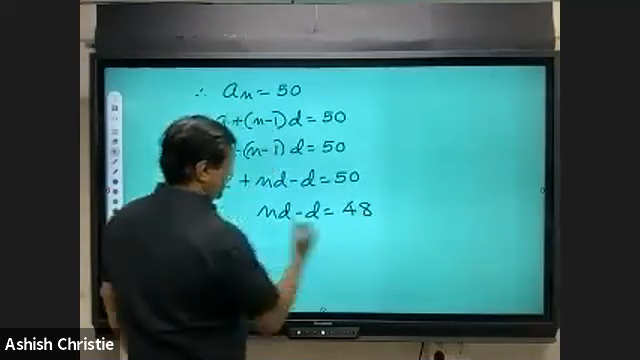 ∴ an = 50
+(n-1)d = 50
(n-1)d = 50
+ nd - d = 50
nd - d = 48
Ashish Christie